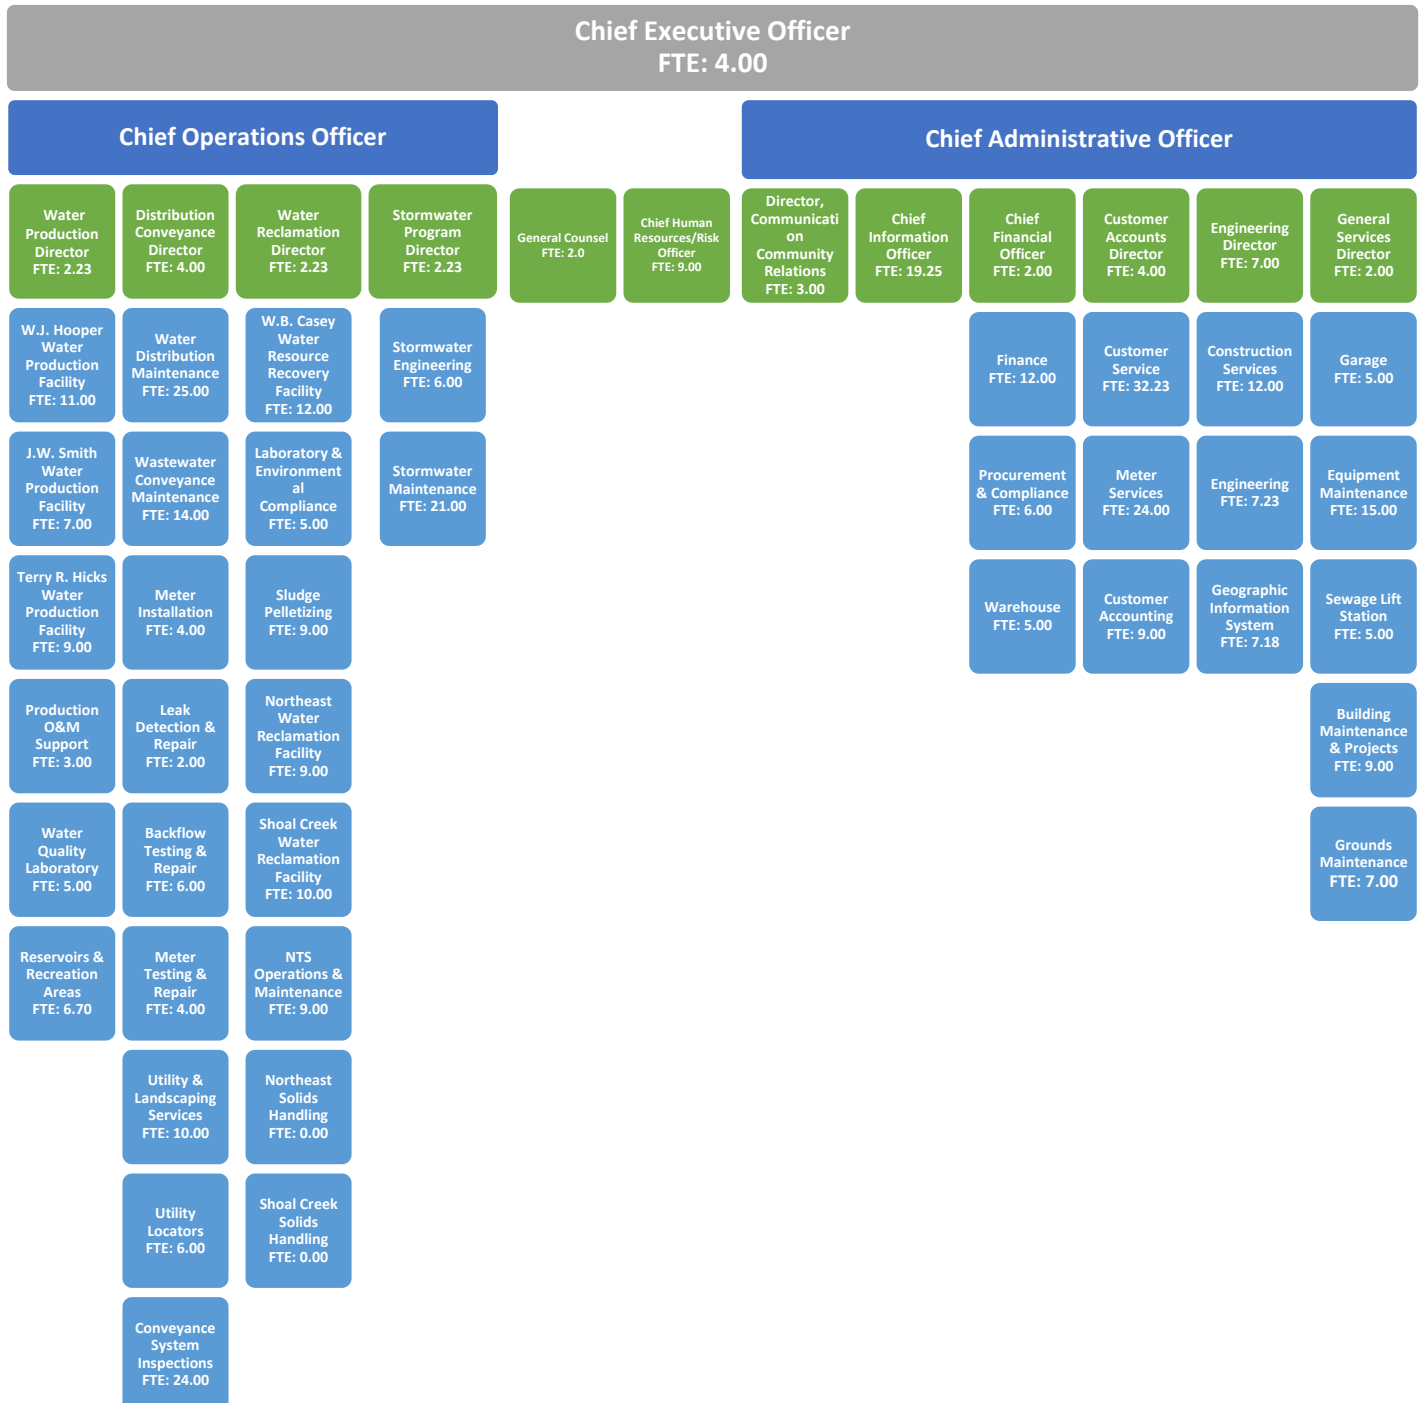 Chief Executive Officer
FTE: 4.00
Chief Operations Officer
Chief Administrative Officer
Water
Production
Director
FTE: 2.23
Distribution
Conveyance
Director
FTE: 4.00
Water
Reclamation
Director
FTE: 2.23
Stormwater
Program
Director
FTE: 2.23
General Counsel
FTE: 2.0
Chief Human
Resources/Risk
Officer
FTE: 9.00
Director,
Communicati
on
Community
Relations
FTE: 3.00
Chief
Information
Officer
FTE: 19.25
Chief
Financial
Officer
FTE: 2.00
Customer
Accounts
Director
FTE: 4.00
Engineering
Director
FTE: 7.00
General
Services
Director
FTE: 2.00
W.J. Hooper
Water
Production
Facility
FTE: 11.00
Water
Distribution
Maintenance
FTE: 25.00
W.B. Casey
Water
Resource
Recovery
Facility
FTE: 12.00
Stormwater
Engineering
FTE: 6.00
Finance
FTE: 12.00
Customer
Service
FTE: 32.23
Construction
Services
FTE: 12.00
Garage
FTE: 5.00
J.W. Smith
Water
Production
Facility
FTE: 7.00
Wastewater
Conveyance
Maintenance
FTE: 14.00
Laboratory &
Environment
al
Compliance
FTE: 5.00
Stormwater
Maintenance
FTE: 21.00
Procurement
& Compliance
FTE: 6.00
Meter
Services
FTE: 24.00
Engineering
FTE: 7.23
Equipment
Maintenance
FTE: 15.00
Terry R. Hicks
Water
Production
Facility
FTE: 9.00
Meter
Installation
FTE: 4.00
Sludge
Pelletizing
FTE: 9.00
Warehouse
FTE: 5.00
Customer
Accounting
FTE: 9.00
Geographic
Information
System
FTE: 7.18
Sewage Lift
Station
FTE: 5.00
Production
O&M
Support
FTE: 3.00
Leak
Detection &
Repair
FTE: 2.00
Northeast
Water
Reclamation
Facility
FTE: 9.00
Building
Maintenance
& Projects
FTE: 9.00
Water
Quality
Laboratory
FTE: 5.00
Backflow
Testing &
Repair
FTE: 6.00
Shoal Creek
Water
Reclamation
Facility
FTE: 10.00
Grounds
Maintenance
FTE: 7.00
Reservoirs &
Recreation
Areas
FTE: 6.70
Meter
Testing &
Repair
FTE: 4.00
NTS
Operations &
Maintenance
FTE: 9.00
Utility &
Landscaping
Services
FTE: 10.00
Northeast
Solids
Handling
FTE: 0.00
Utility
Locators
FTE: 6.00
Shoal Creek
Solids
Handling
FTE: 0.00
Conveyance
System
Inspections
FTE: 24.00